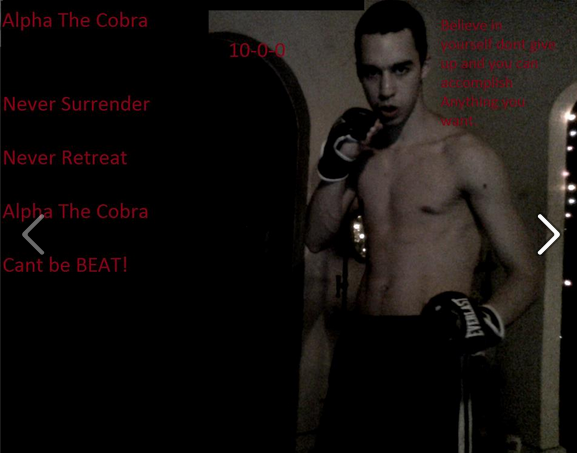 Alpha The Cobra
10-0-0
Never Surrender
Never Retreat
Alpha The Cobra
Cant be BEAT!
Believe in
yourself dont give
up and you can
accomplish
Anything you
want
EVERLAST